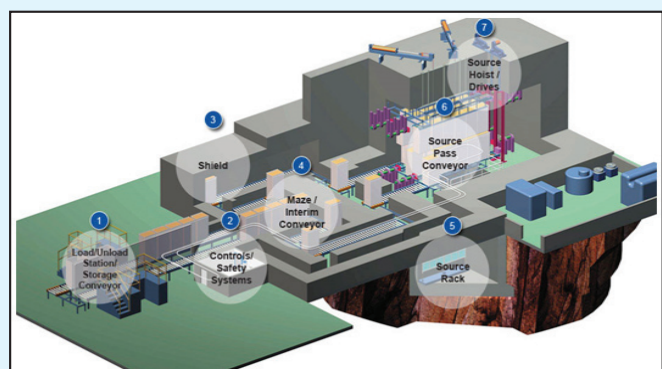 1
Load/Unload
Station/
Storage
Conveyor
2
Controls/
Safety
Systems
3
Shield
4
Maze /
Interim
Conveyor
5
Source
Rack
6
Source
Pass
Conveyor
7
Source
Hoist /
Drives